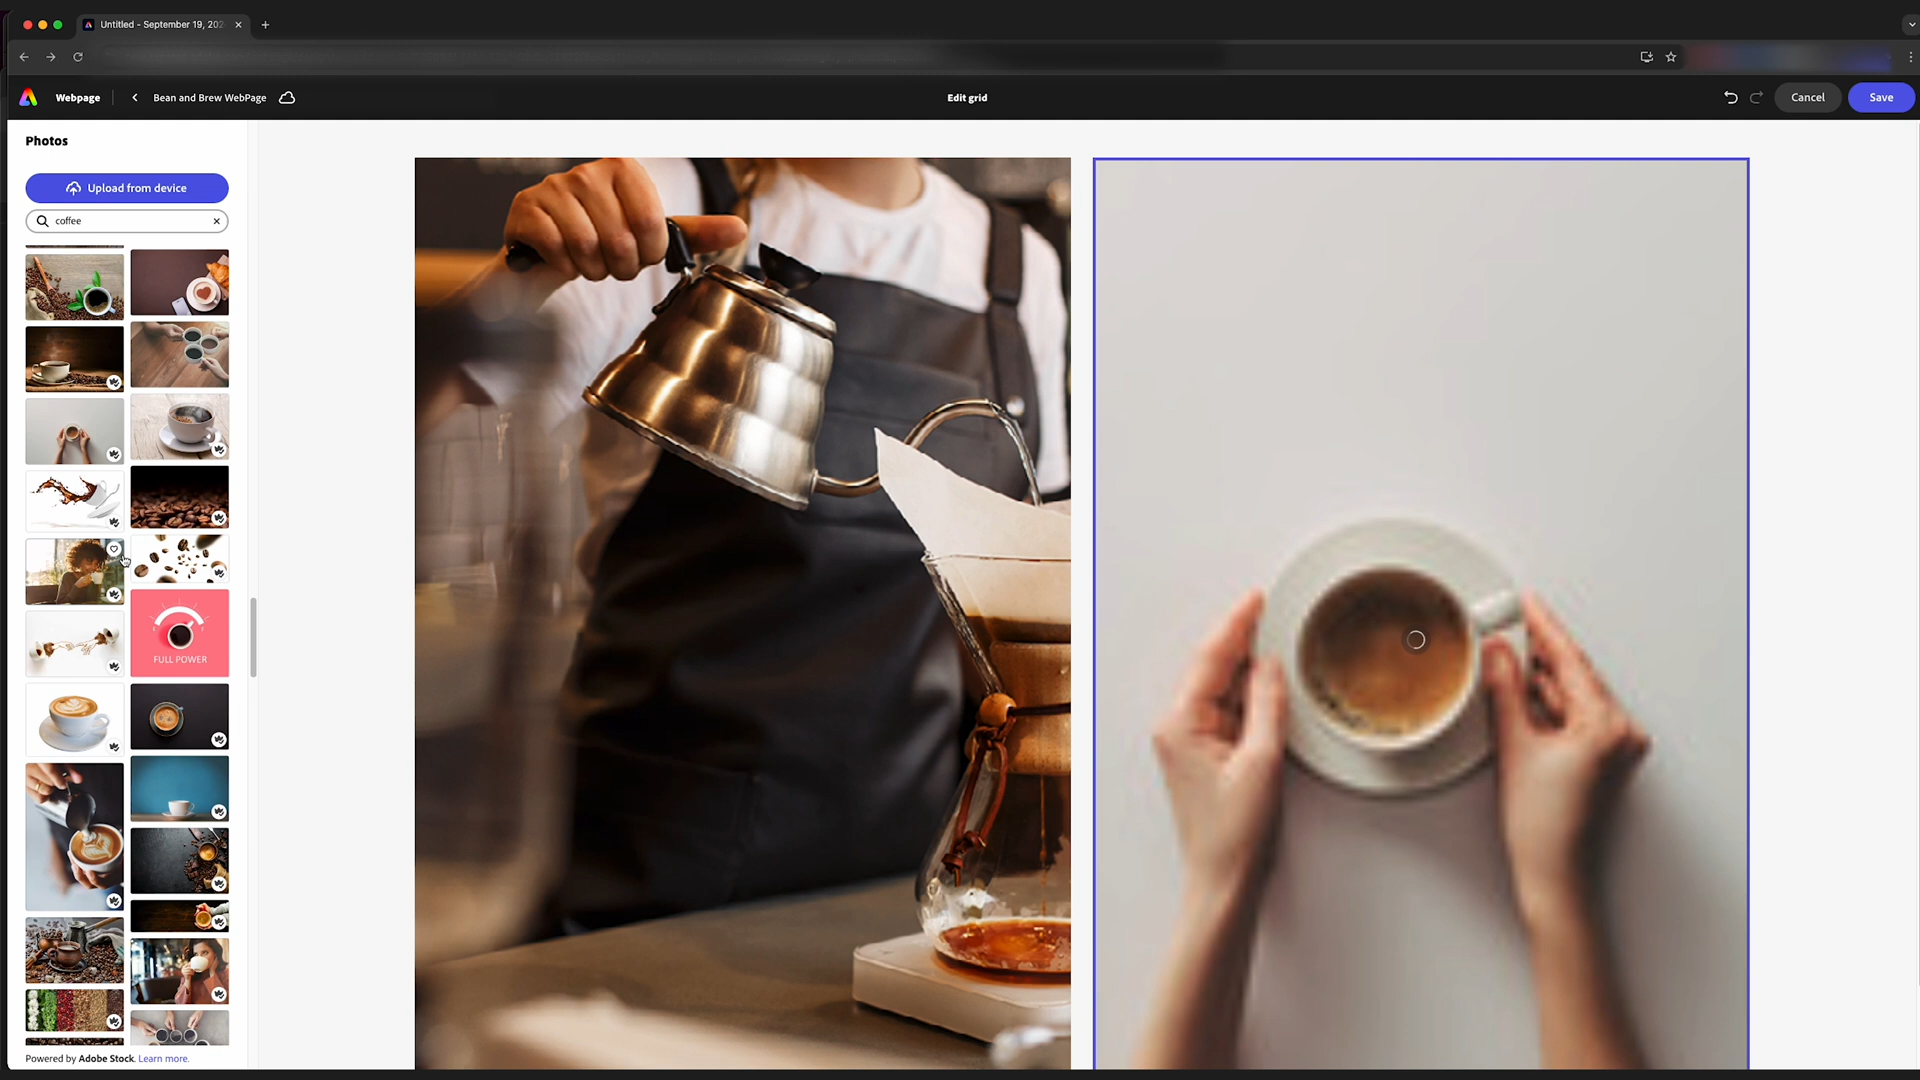 Untitled - September 19, 202
Webpage
Bean and Brew WebPage
Edit grid
Cancel
Save
Photos
Upload from device
coffee
FULL POWER
Powered by Adobe Stock. Learn more.